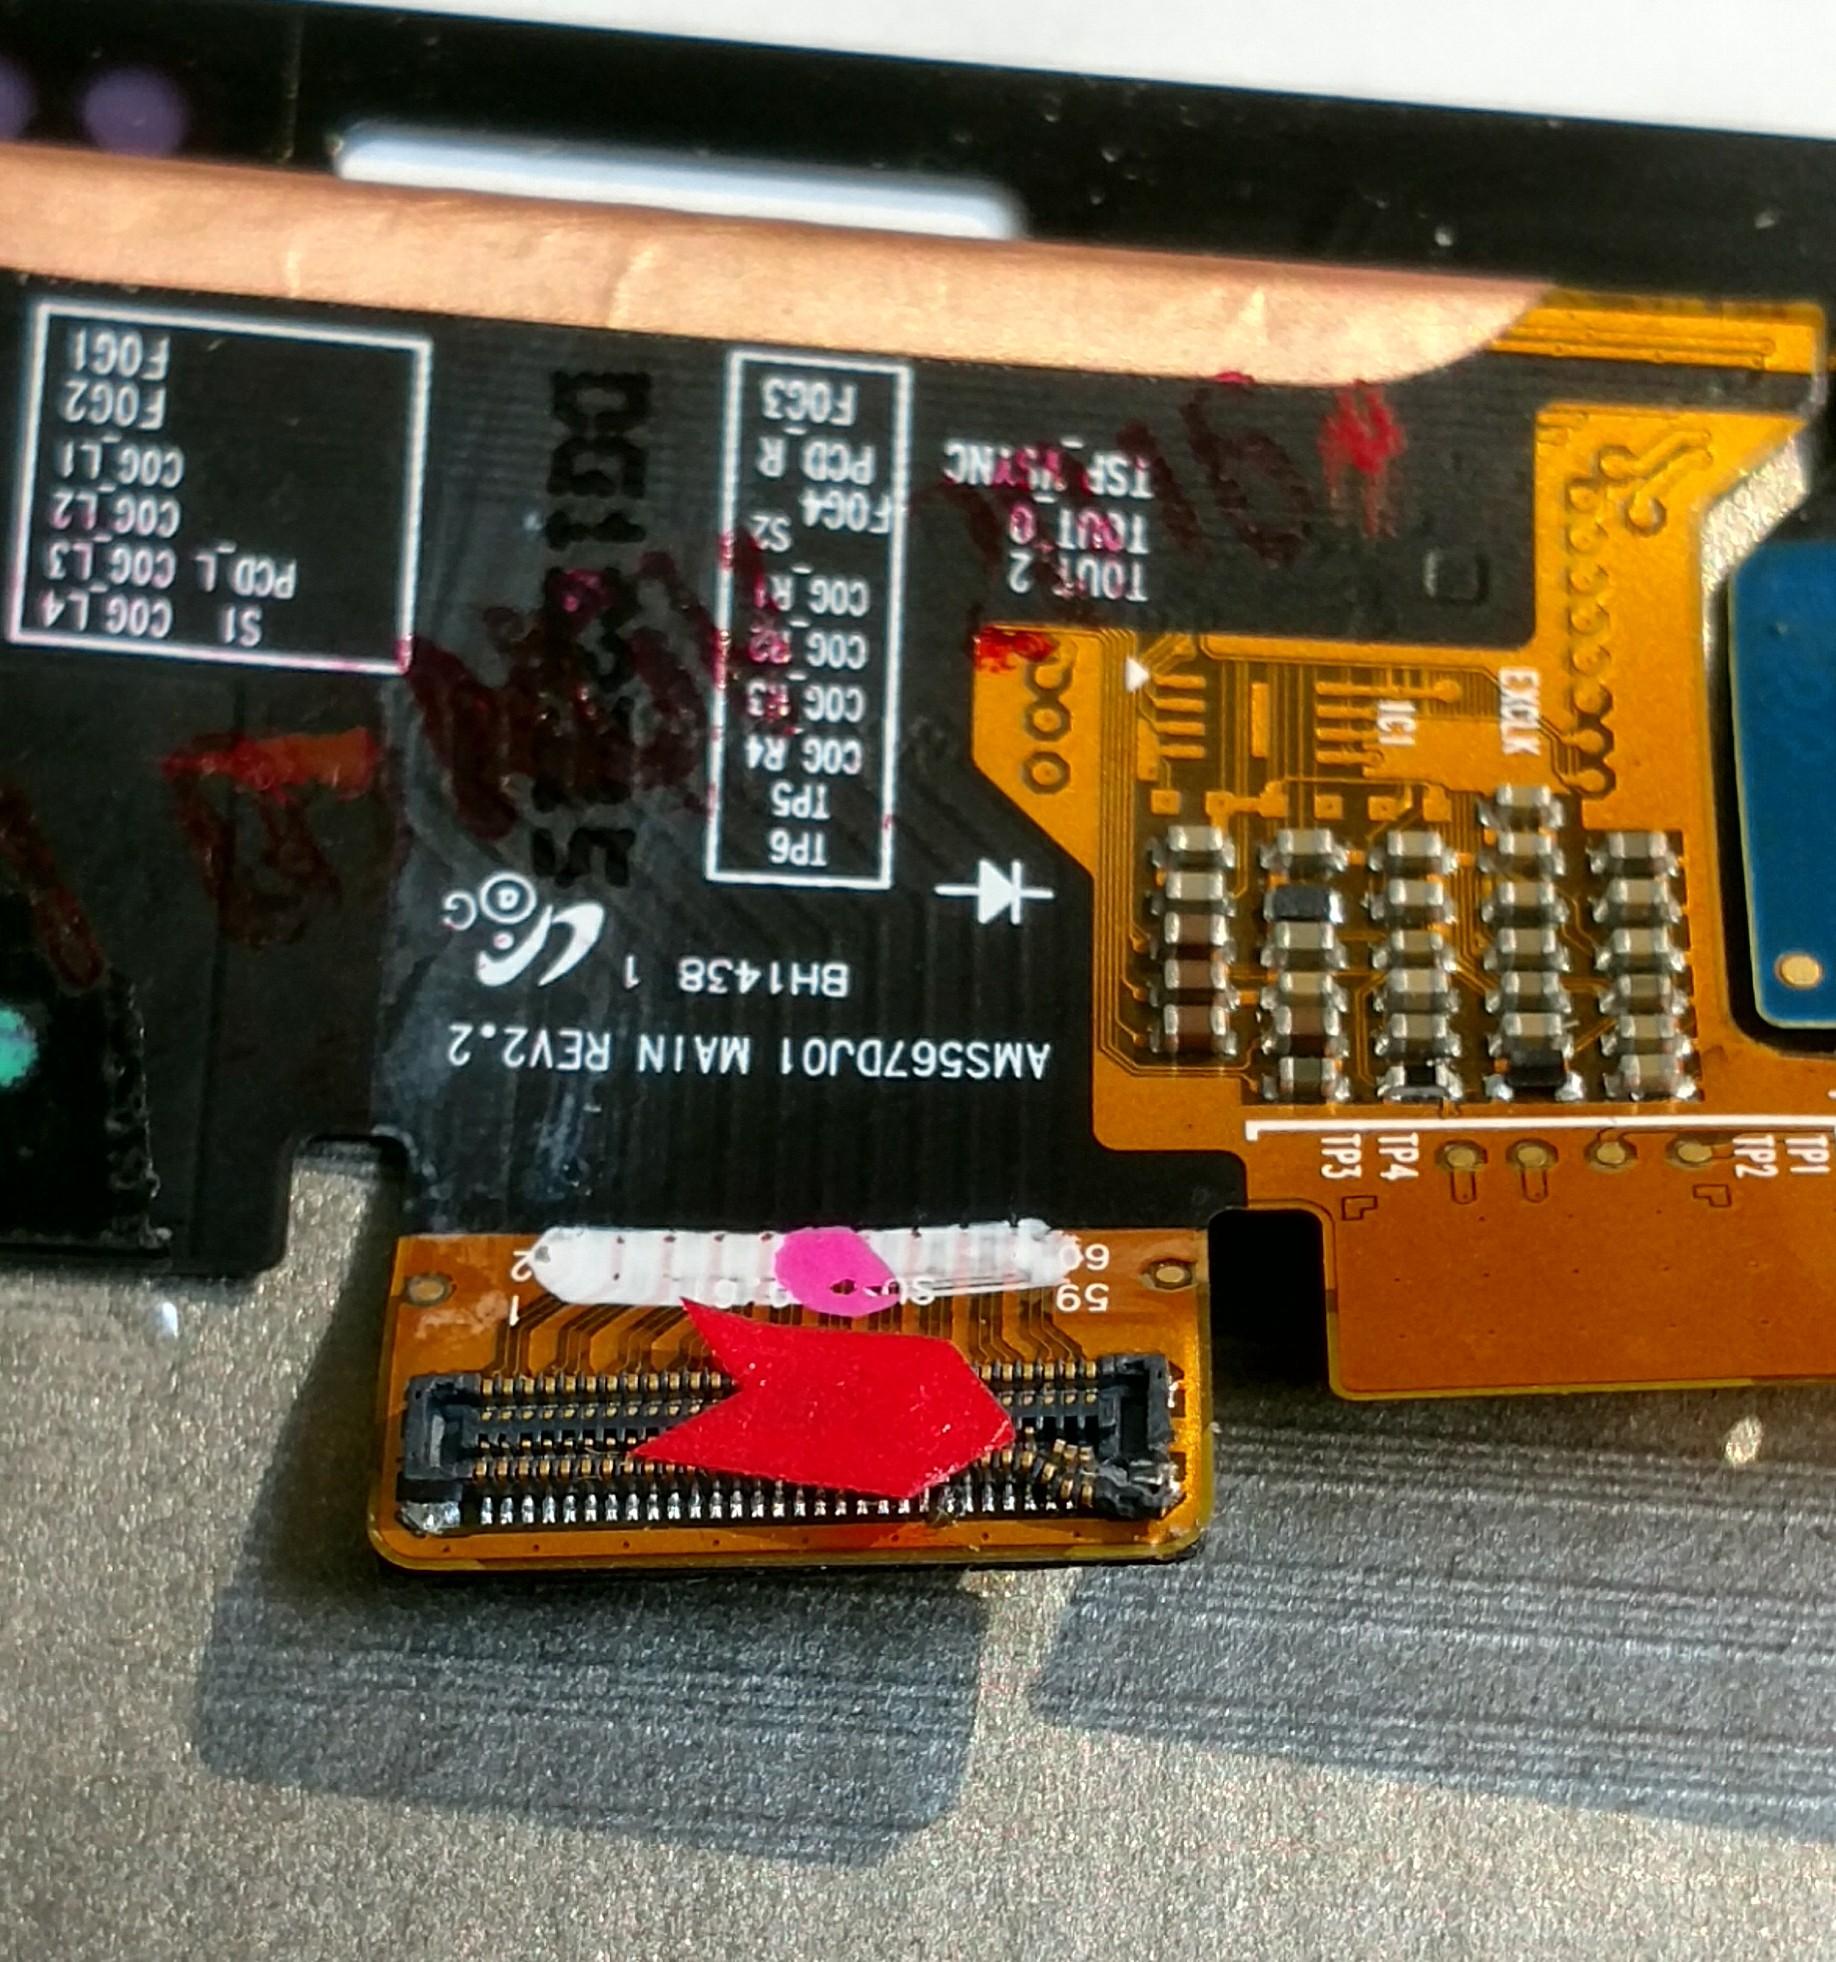 AMS567DJ01 MAIN REV2.2
BH1438 1
TP6
TP5
COG_R4
COG_R3
COG_R2
COG_R1
S2
FOG4
PCD_R
FOG3
TOUT_2
TOUT_0
TSP_VSYNC
S1
COG_L4
PCD_L COG_L3
COG_L2
COG_L1
FOG2
FOG1
EXCLK
IC1
TP3
TP4
TP2
TP1
2
60
1
59